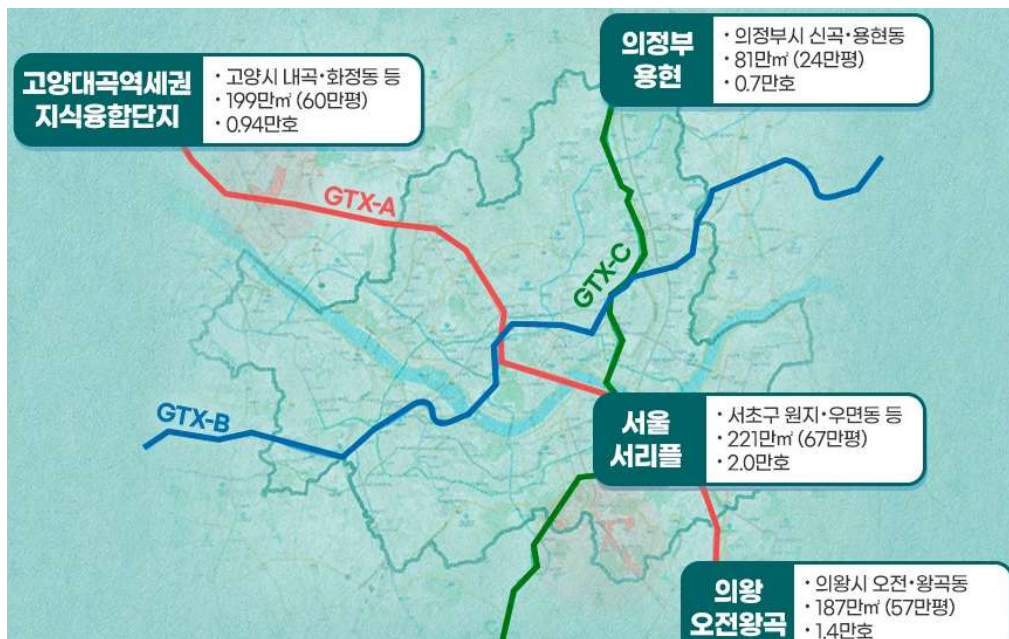 고양대곡역세권
지식융합단지
· 고양시 내곡·화정동 등
· 199만㎡ (60만평)
· 0.94만호
의정부
용현
· 의정부시 신곡·용현동
· 81만㎡ (24만평)
· 0.7만호
GTX-A
GTX-C
GTX-B
서울
서리풀
· 서초구 원지·우면동 등
· 221만㎡ (67만평)
· 2.0만호
의왕
오전왕곡
· 의왕시 오전·왕곡동
· 187만㎡ (57만평)
· 1.4만호